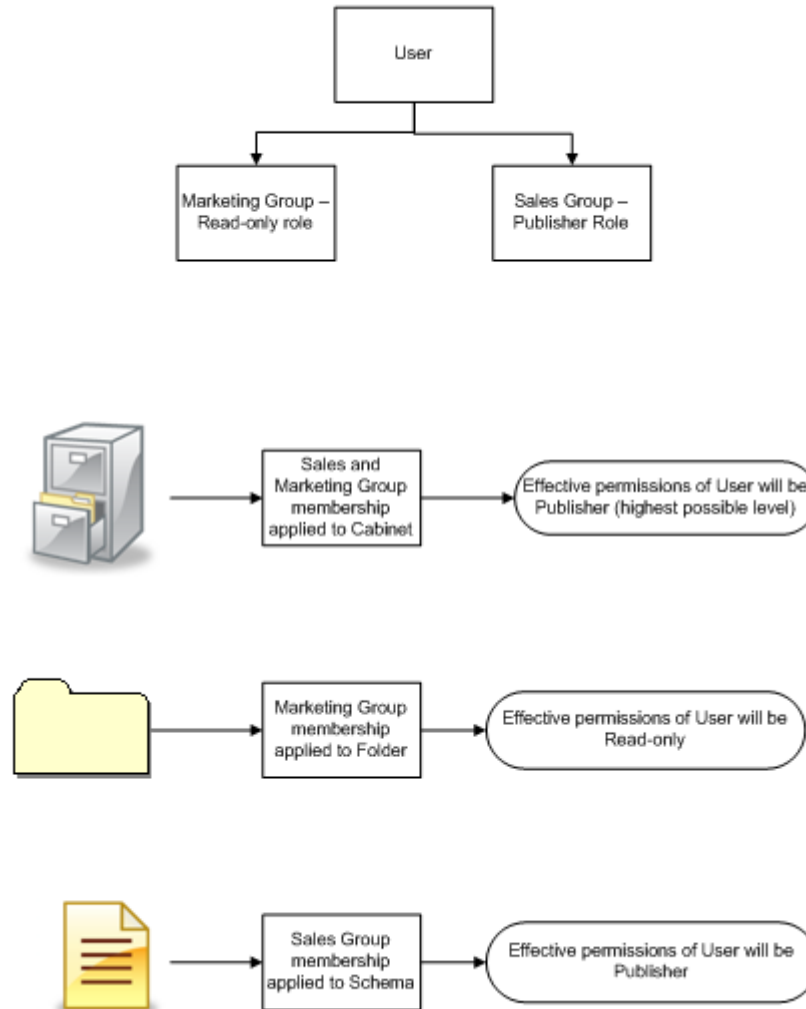 User
Marketing Group –
Read-only role
Sales Group –
Publisher Role
Sales and
Marketing Group
membership
applied to Cabinet
Effective permissions of User will be
Publisher (highest possible level)
Marketing Group
membership
applied to Folder
Effective permissions of User will be
Read-only
Sales Group
membership
applied to Schema
Effective permissions of User will be
Publisher